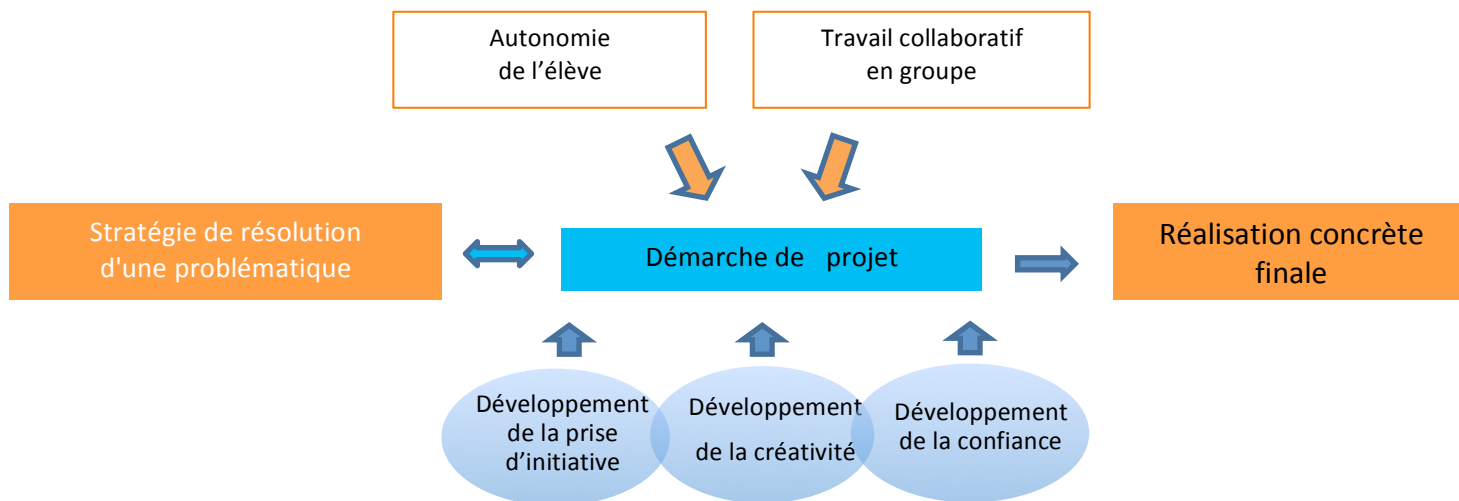 Autonomie
de l’élève
Travail collaboratif
en groupe
Stratégie de résolution
d'une problématique
Démarche de projet
Réalisation concrète
finale
Développement
de la prise
d’initiative
Développement
de la créativité
Développement
de la confiance